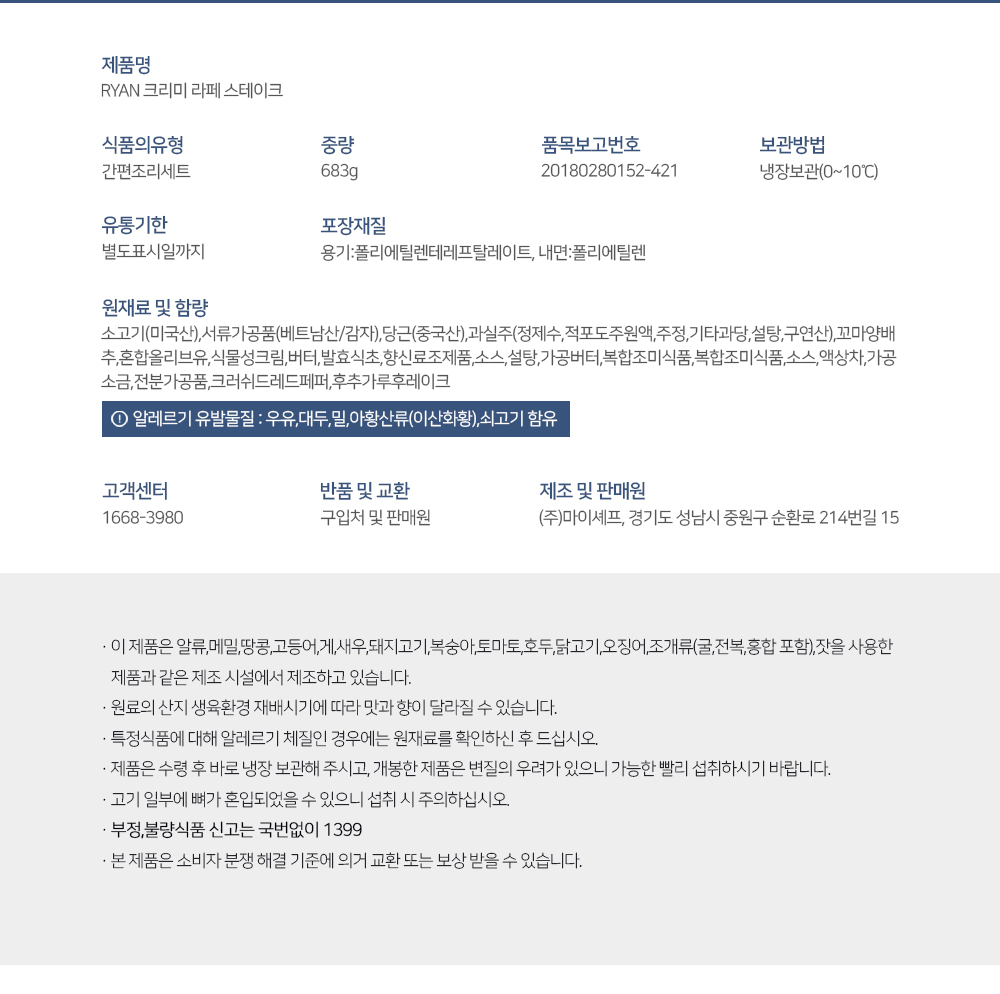 제품명
RYAN 크리미 라페 스테이크
식품의유형
간편조리세트
중량
683g
품목보고번호
20180280152-421
보관방법
냉장보관(0~10℃)
유통기한
별도표시일까지
포장재질
용기:폴리에틸렌테레프탈레이트, 내면:폴리에틸렌
원재료 및 함량
소고기(미국산),서류가공품(베트남산/감자),당근(중국산),과실주(정제수,적포도주원액,주정,기타과당,설탕,구연산),꼬마양배
추,혼합올리브유,식물성크림,버터,발효식초,향신료조제품,소스,설탕,가공버터,복합조미식품,복합조미식품,소스,액상차,가공
소금,전분가공품,크러쉬드레드페퍼,후추가루후레이크
알레르기 유발물질 : 우유,대두,밀,아황산류(이산화황),쇠고기 함유
고객센터
1668-3980
반품 및 교환
구입처 및 판매원
제조 및 판매원
(주)마이셰프, 경기도 성남시 중원구 순환로 214번길 15
· 이 제품은 알류,메밀,땅콩,고등어,게,새우,돼지고기,복숭아,토마토,호두,닭고기,오징어,조개류(굴,전복,홍합 포함),잣을 사용한
제품과 같은 제조 시설에서 제조하고 있습니다.
· 원료의 산지 생육환경 재배시기에 따라 맛과 향이 달라질 수 있습니다.
· 특정식품에 대해 알레르기 체질인 경우에는 원재료를 확인하신 후 드십시오.
· 제품은 수령 후 바로 냉장 보관해 주시고, 개봉한 제품은 변질의 우려가 있으니 가능한 빨리 섭취하시기 바랍니다.
· 고기 일부에 뼈가 혼입되었을 수 있으니 섭취 시 주의하십시오.
· 부정,불량식품 신고는 국번없이 1399
· 본 제품은 소비자 분쟁 해결 기준에 의거 교환 또는 보상 받을 수 있습니다.